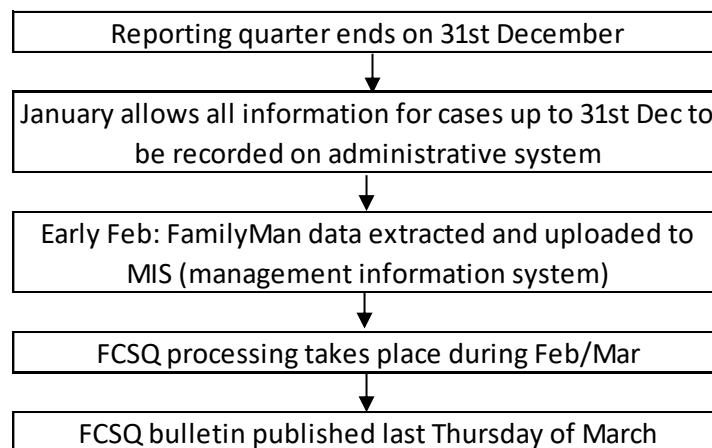 Reporting quarter ends on 31st December
January allows all information for cases up to 31st Dec to
be recorded on administrative system
Early Feb: FamilyMan data extracted and uploaded to
MIS (management information system)
FCSQ processing takes place during Feb/Mar
FCSQ bulletin published last Thursday of March